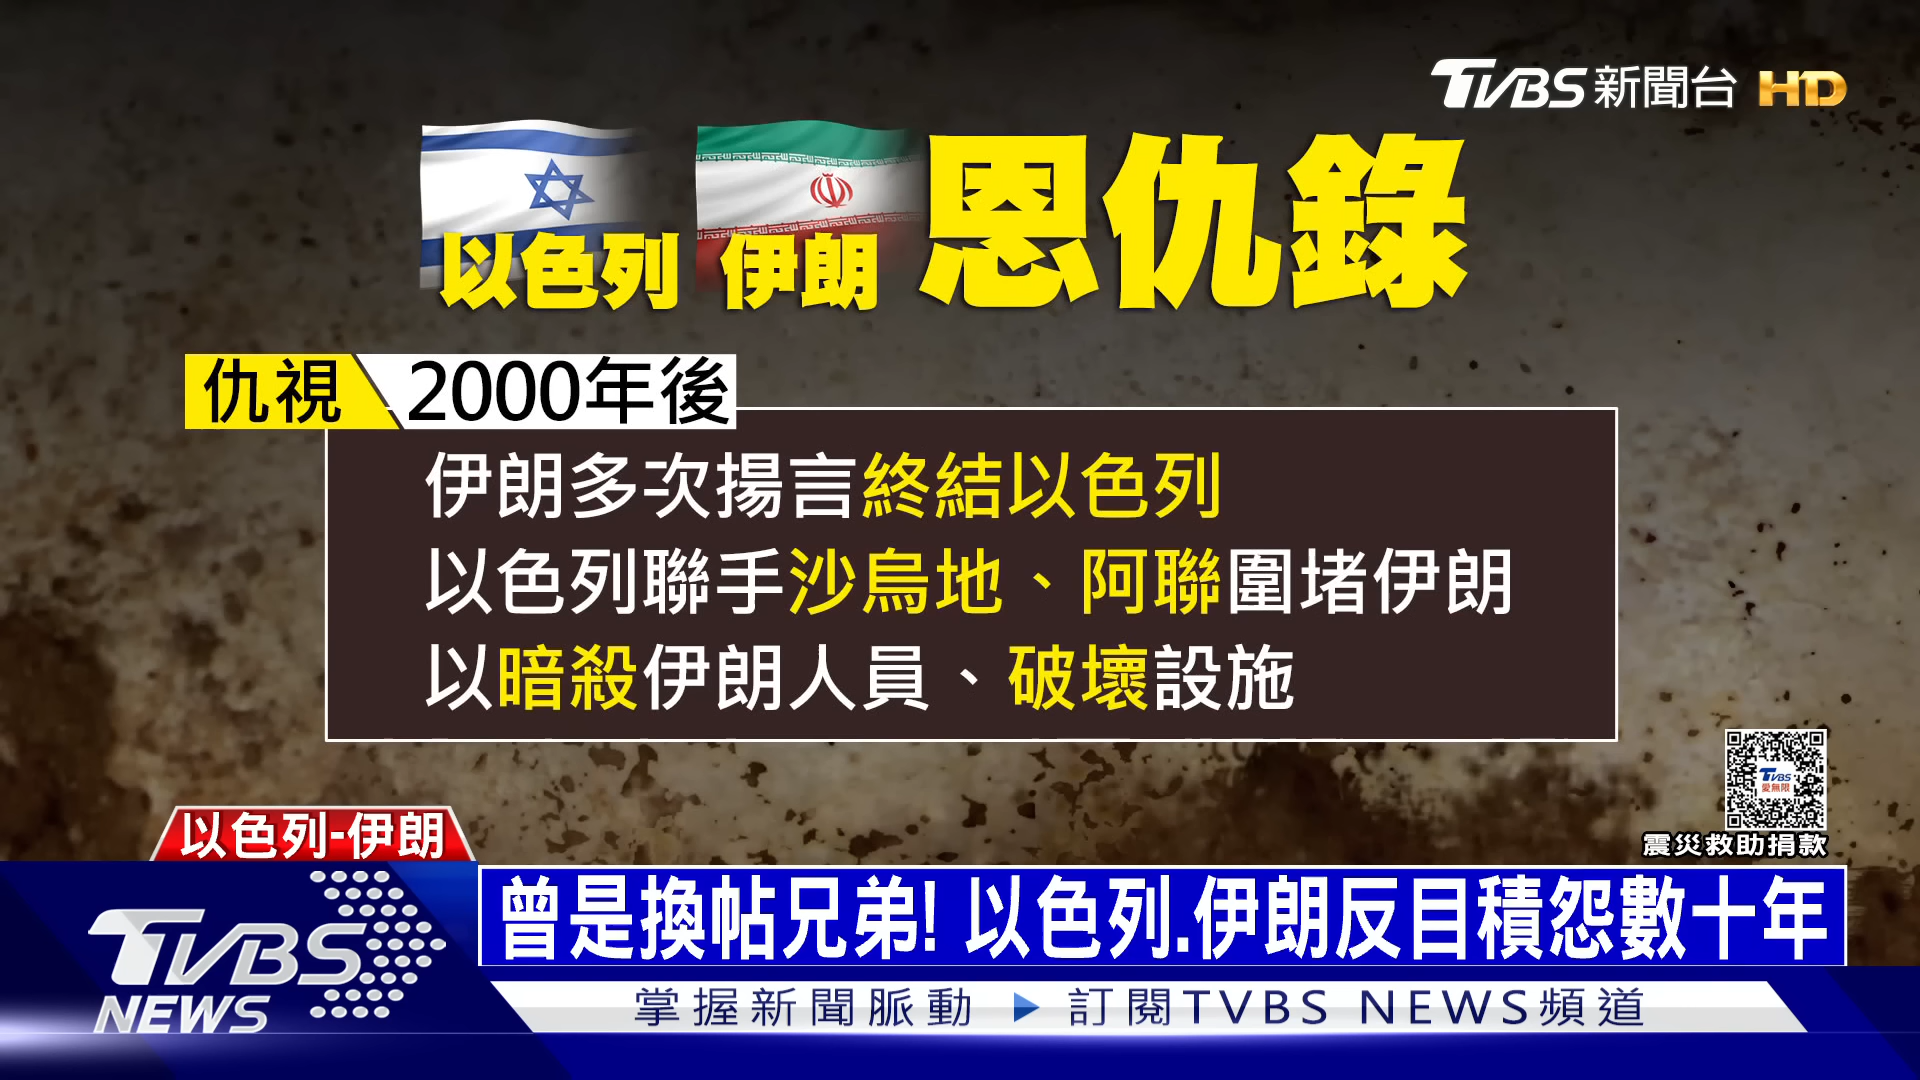 TVBS新聞台 HD
以色列 伊朗 恩仇錄
仇視 2000年後
伊朗多次揚言終結以色列
以色列聯手沙烏地、阿聯圍堵伊朗
以暗殺伊朗人員、破壞設施
TVBS
愛無限
震災救助捐款
以色列-伊朗
曾是換帖兄弟! 以色列.伊朗反目積怨數十年
TVBS
NEWS
掌握新聞脈動 ▶ 訂閱TVBS NEWS頻道